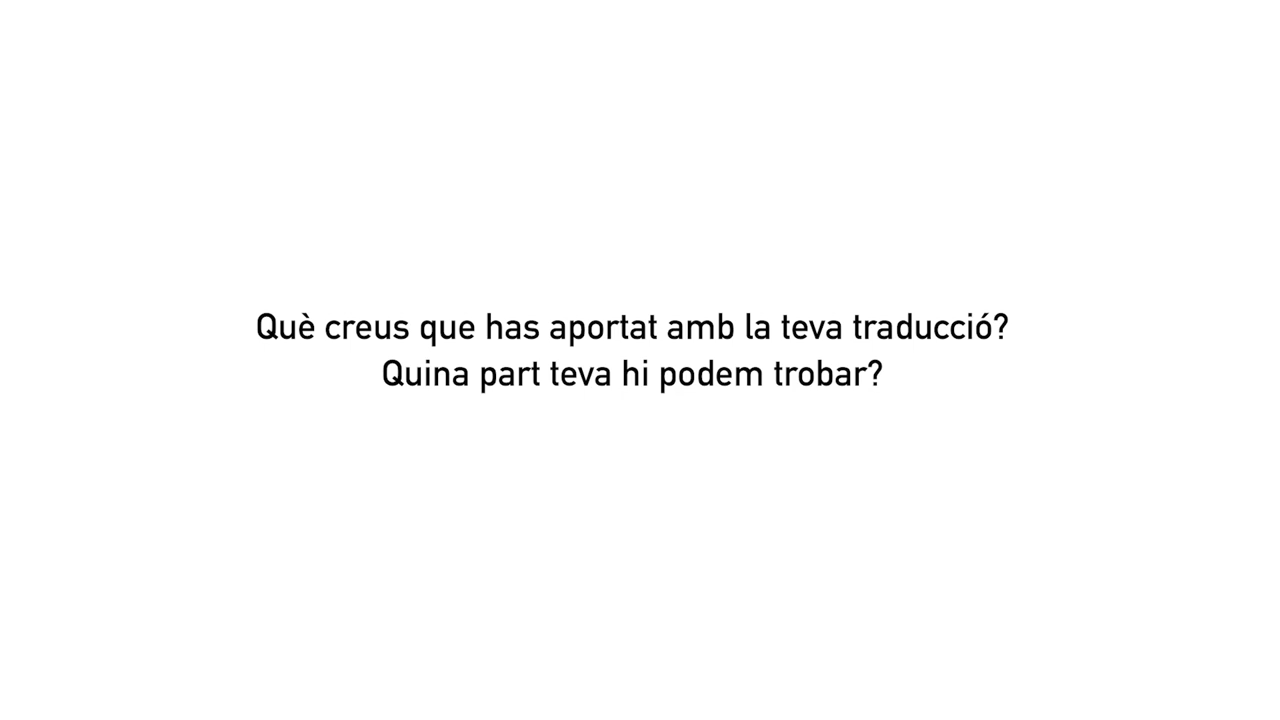 Què creus que has aportat amb la teva traducció?
Quina part teva hi podem trobar?